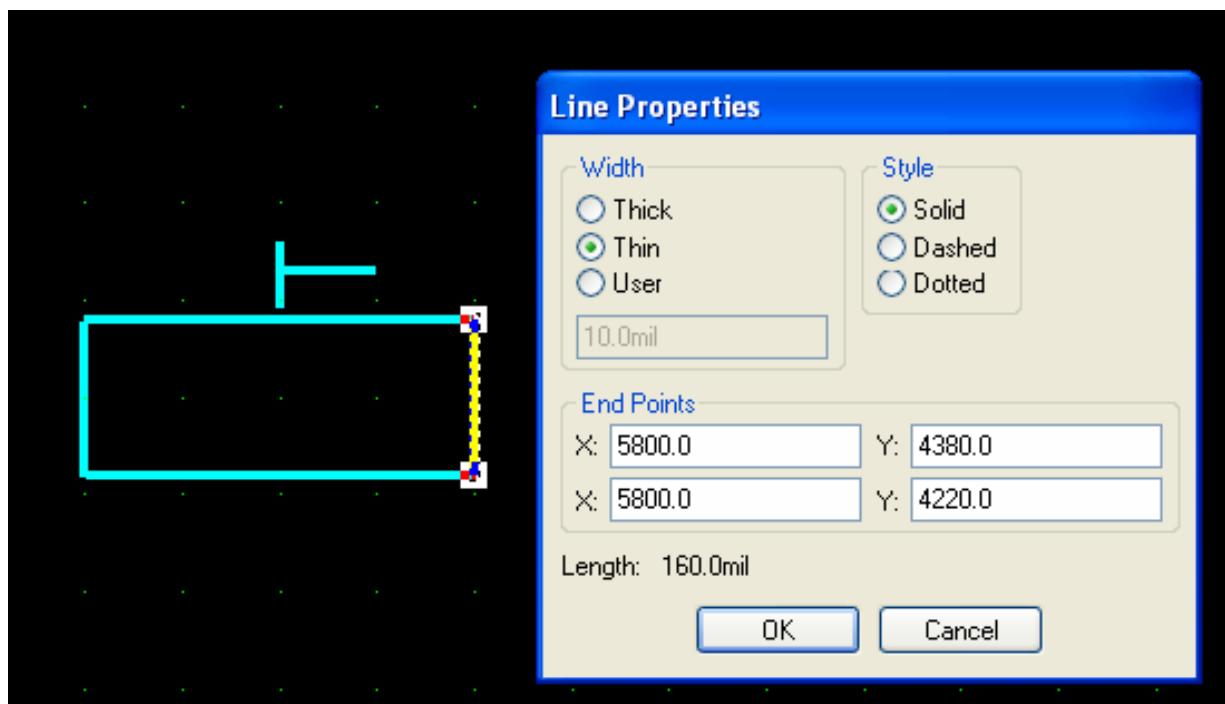 Line Properties
Width
Thick
Thin
User
10.0mil
Style
Solid
Dashed
Dotted
End Points
X: 5800.0 Y: 4380.0
X: 5800.0 Y: 4220.0
Length: 160.0mil
OK Cancel